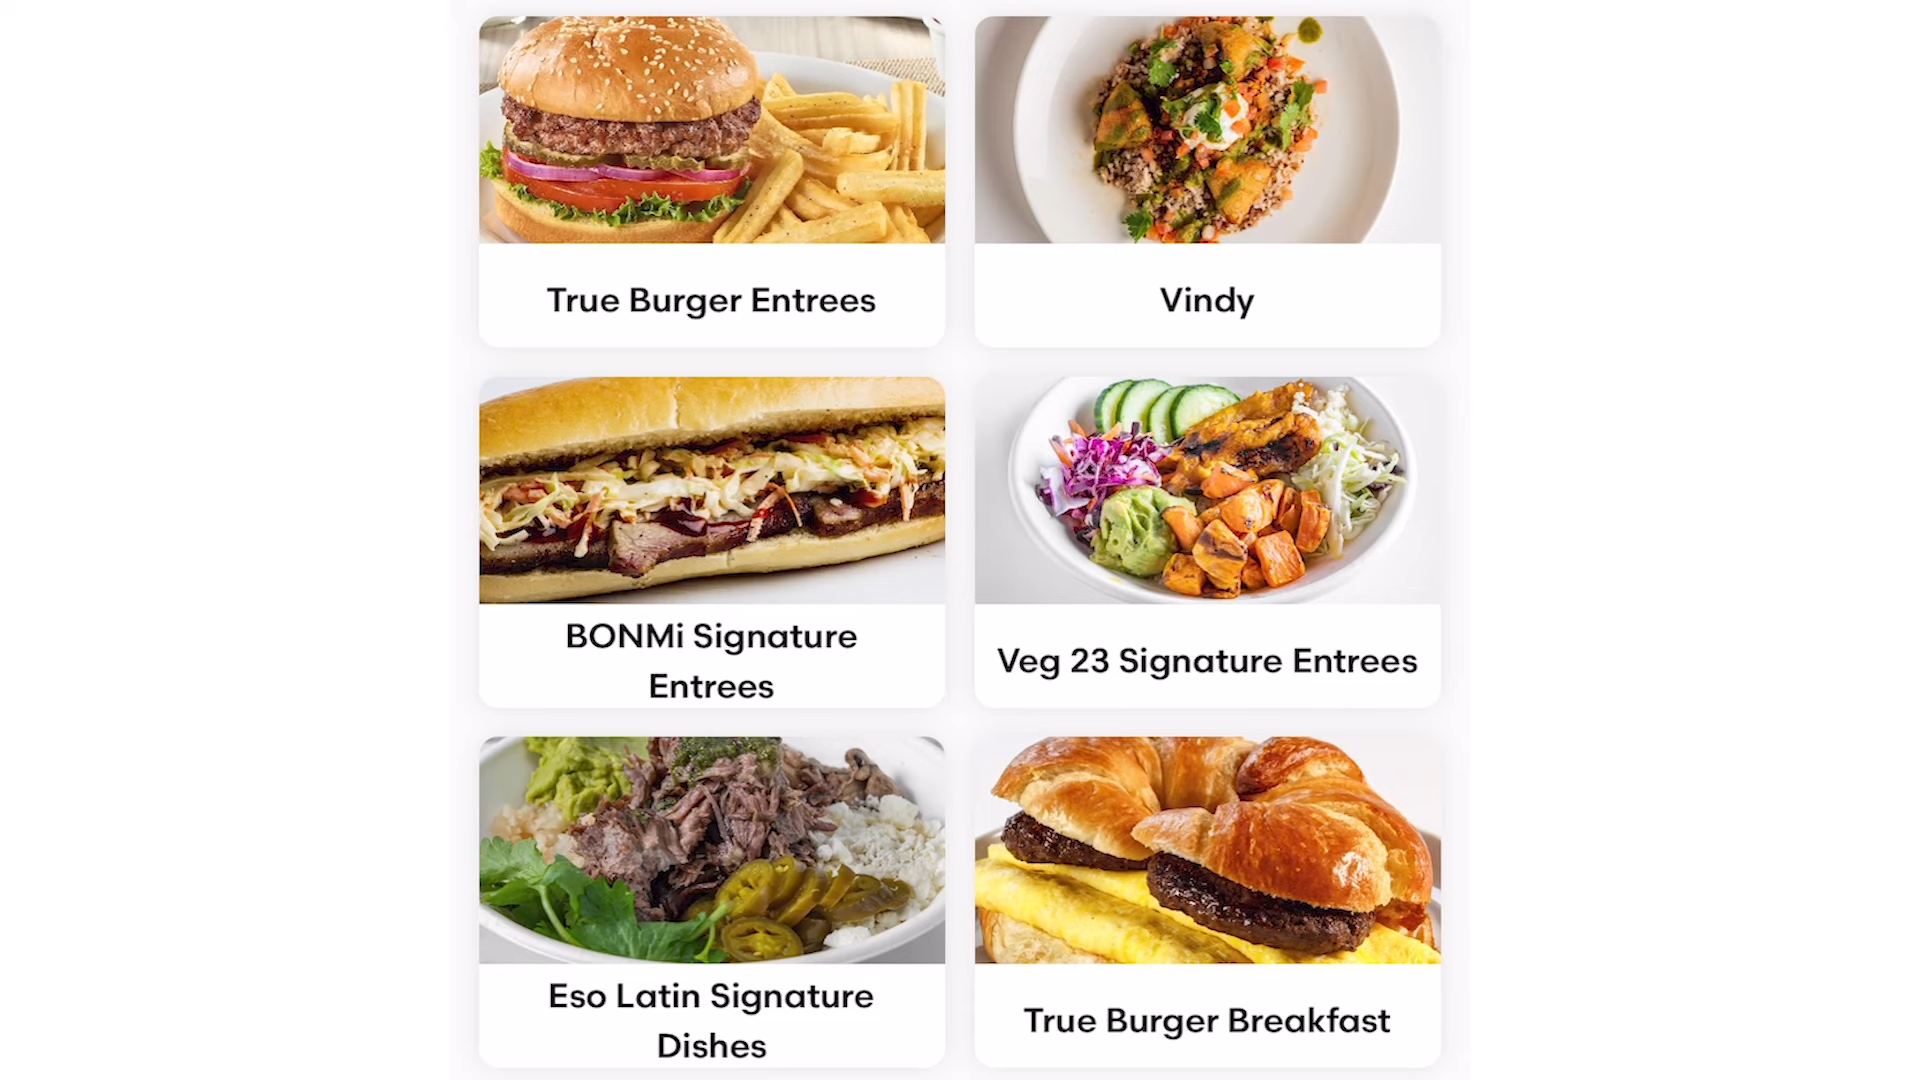 True Burger Entrees
Vindy
BONMi Signature
Entrees
Veg 23 Signature Entrees
Eso Latin Signature
Dishes
True Burger Breakfast